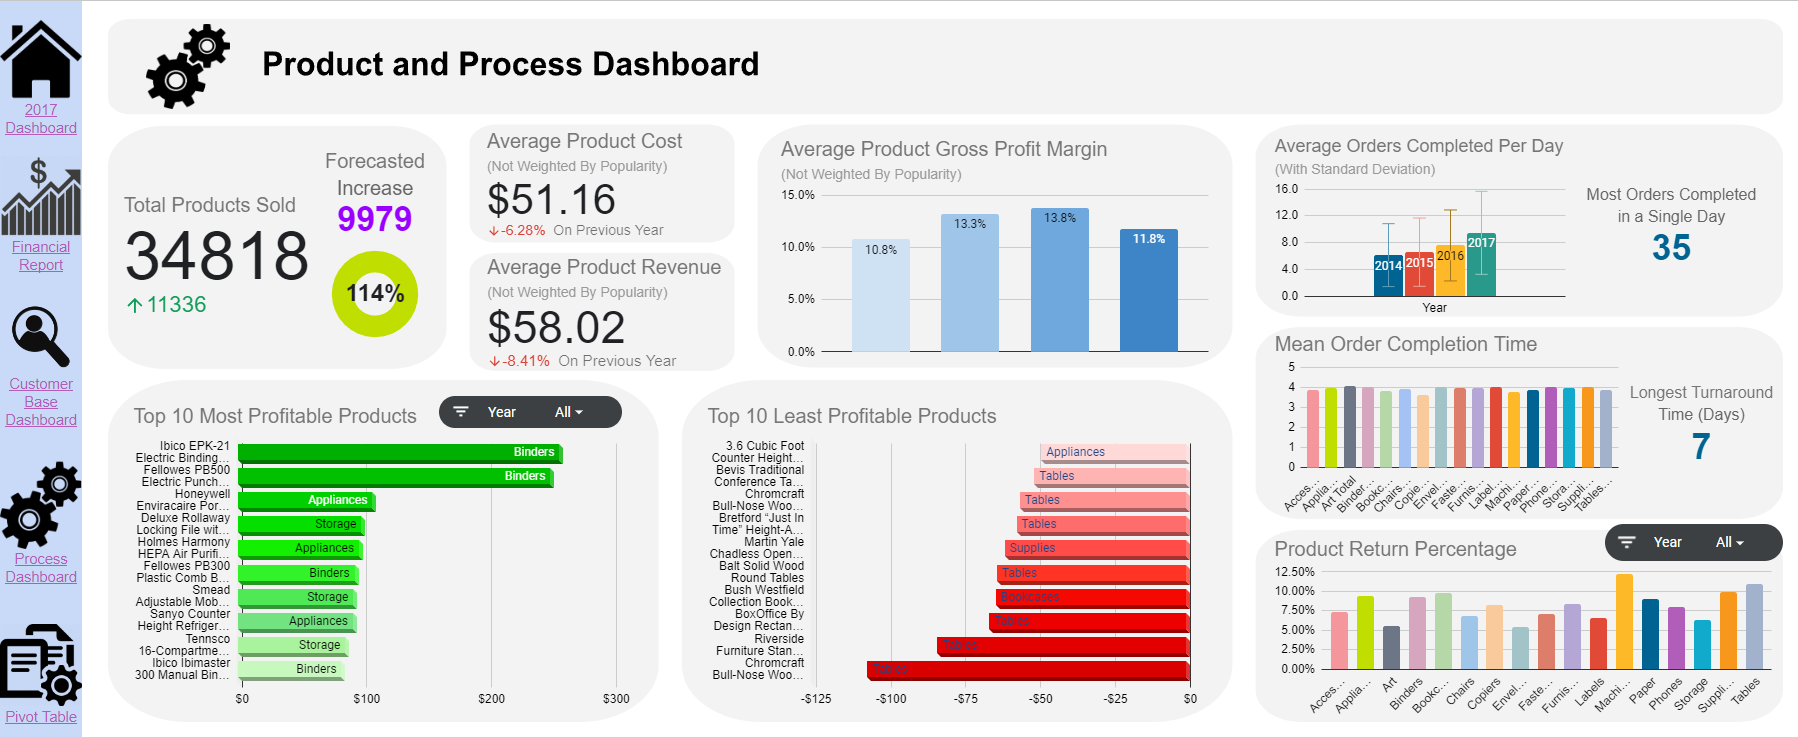 Product and Process Dashboard
2017
Dashboard
$
Financial
Report
Customer
Base
Dashboard
Process
Dashboard
Pivot Table
Total Products Sold
34818
11336
Forecasted
Increase
9979
114%
Average Product Cost
(Not Weighted By Popularity)
$51.16
-6.28% On Previous Year
Average Product Revenue
(Not Weighted By Popularity)
$58.02
-8.41% On Previous Year
Average Product Gross Profit Margin
(Not Weighted By Popularity)
15.0%
10.0%
5.0%
0.0%
10.8%
13.3%
13.8%
11.8%
Average Orders Completed Per Day
(With Standard Deviation)
16.0
12.0
8.0
4.0
0.0
2014
2015
2016
2017
Year
Most Orders Completed
in a Single Day
35
Mean Order Completion Time
5
4
3
2
1
0
Acces...
Applia...
Art Total
Binder...
Bookc...
Chairs...
Copie...
Envel...
Faste...
Furnis...
Label...
Machi...
Paper...
Phone...
Stora...
Suppli...
Tables...
Longest Turnaround
Time (Days)
7
Top 10 Most Profitable Products
Year All
Ibico EPK-21
Electric Binding...
Fellowes PB500
Electric Punch...
Honeywell
Enviracaire Por...
Deluxe Rollaway
Locking File wit...
Holmes Harmony
HEPA Air Purifi...
Fellowes PB300
Plastic Comb B...
Smead
Adjustable Mob...
Sanyo Counter
Height Refriger...
Tennsco
16-Compartme...
Ibico Ibimaster
300 Manual Bin...
Binders
Binders
Appliances
Storage
Appliances
Binders
Storage
Appliances
Storage
Binders
$0
$100
$200
$300
Top 10 Least Profitable Products
3.6 Cubic Foot
Counter Height...
Bevis Traditional
Conference Ta...
Chromcraft
Bull-Nose Woo...
Bretford “Just In
Time” Height-A...
Martin Yale
Chadless Open...
Balt Solid Wood
Round Tables
Bush Westfield
Collection Book...
BoxOffice By
Design Rectan...
Riverside
Furniture Stan...
Chromcraft
Bull-Nose Woo...
Appliances
Tables
Tables
Tables
Supplies
Tables
Bookcases
Tables
Tables
Tables
-$125
-$100
-$75
-$50
-$25
$0
Product Return Percentage
Year All
12.50%
10.00%
7.50%
5.00%
2.50%
0.00%
Acces...
Applia...
Art
Binders
Bookc...
Chairs
Copiers
Envel...
Faste...
Furnis...
Labels
Machi...
Paper
Phones
Storage
Suppli...
Tables